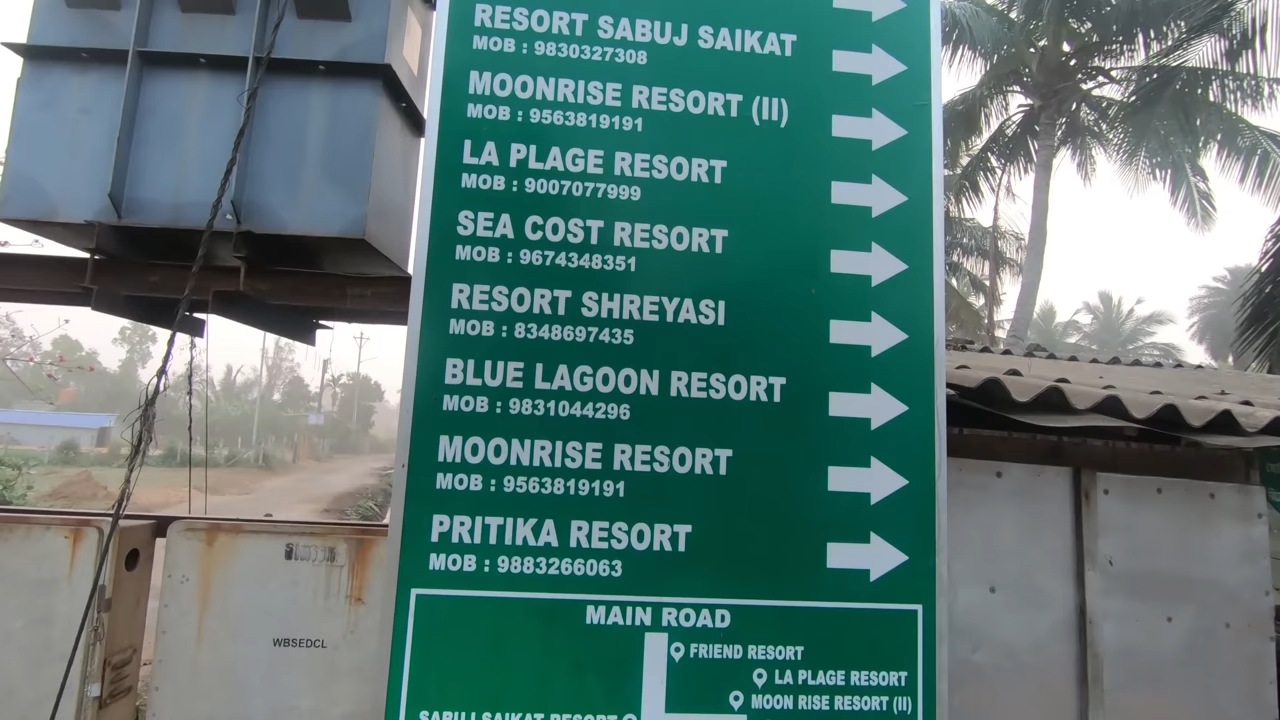 RESORT SABUJ SAIKAT
MOB : 9830327308
MOONRISE RESORT (II)
MOB : 9563819191
LA PLAGE RESORT
MOB : 9007077999
SEA COST RESORT
MOB : 9674348351
RESORT SHREYASI
MOB : 8348697435
BLUE LAGOON RESORT
MOB : 9831044296
MOONRISE RESORT
MOB : 9563819191
PRITIKA RESORT
MOB : 9883266063
MAIN ROAD
FRIEND RESORT
LA PLAGE RESORT
MOON RISE RESORT (II)
SABUJ SAIKAT RESORT
WBSEDCL